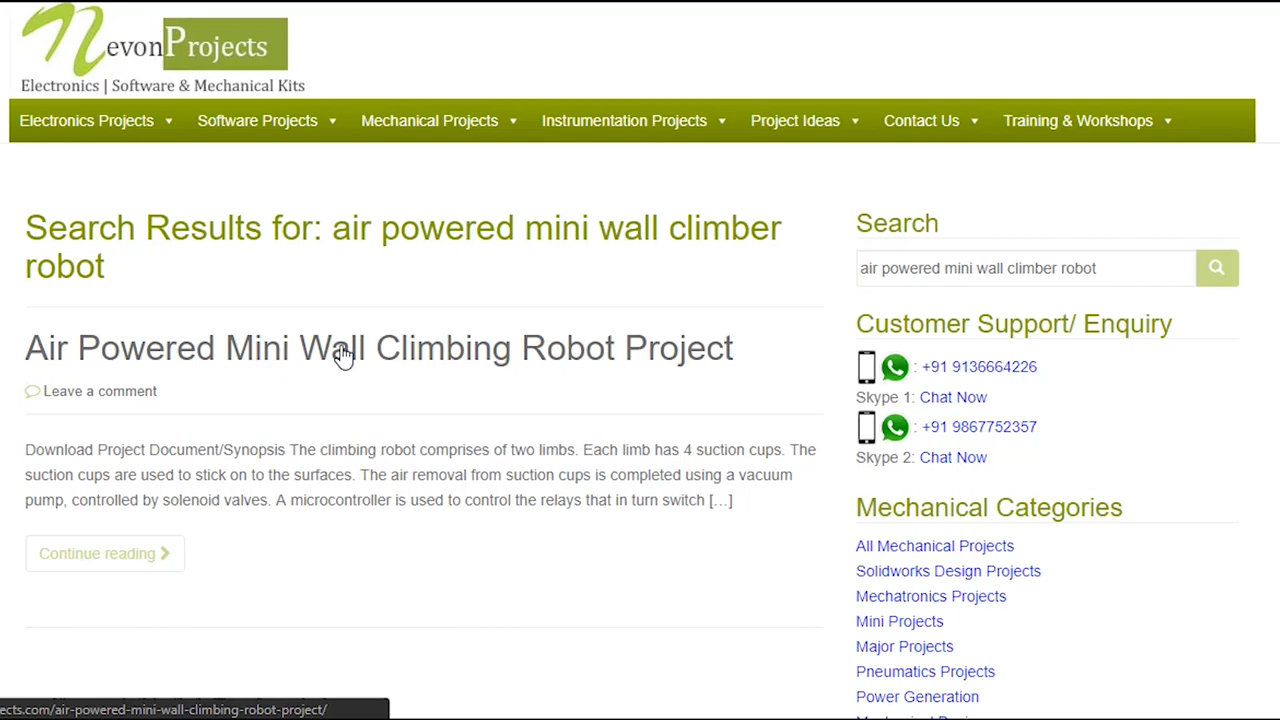 NevonProjects
Electronics | Software & Mechanical Kits
Electronics Projects
Software Projects
Mechanical Projects
Instrumentation Projects
Project Ideas
Contact Us
Training & Workshops
Search Results for: air powered mini wall climber
robot
Air Powered Mini Wall Climbing Robot Project
Leave a comment
Download Project Document/Synopsis The climbing robot comprises of two limbs. Each limb has 4 suction cups. The
suction cups are used to stick on to the surfaces. The air removal from suction cups is completed using a vacuum
pump, controlled by solenoid valves. A microcontroller is used to control the relays that in turn switch […]
Continue reading
Search
air powered mini wall climber robot
Customer Support/ Enquiry
: +91 9136664226
Skype 1: Chat Now
: +91 9867752357
Skype 2: Chat Now
Mechanical Categories
All Mechanical Projects
Solidworks Design Projects
Mechatronics Projects
Mini Projects
Major Projects
Pneumatics Projects
Power Generation
ects.com/air-powered-mini-wall-climbing-robot-project/